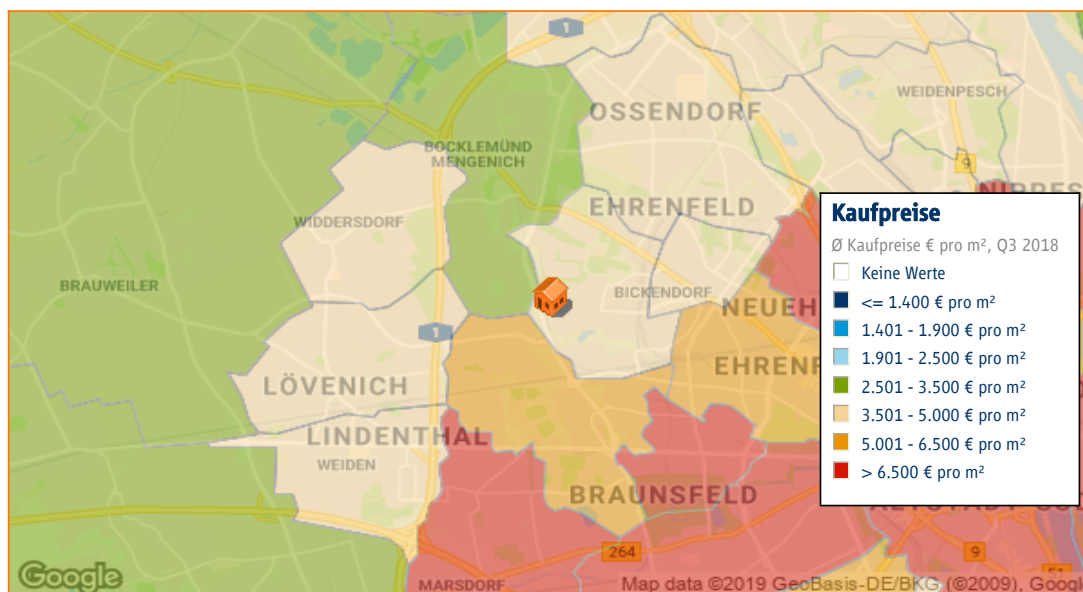 1
OSSENDORF
WEIDENPESCH
BOCKLEMÜND
MENGENICH
9
EHRENFELD
WIDDERSDORF
BRAUWEILER
BICKENDORF
1
LÖVENICH
LINDENTHAL
WEIDEN
BRAUNSFELD
264
9
51
MARSDORF
Kaufpreise
Ø Kaufpreise € pro m², Q3 2018
Keine Werte
<= 1.400 € pro m²
1.401 - 1.900 € pro m²
1.901 - 2.500 € pro m²
2.501 - 3.500 € pro m²
3.501 - 5.000 € pro m²
5.001 - 6.500 € pro m²
> 6.500 € pro m²
Google
Map data ©2019 GeoBasis-DE/BKG (©2009), Google